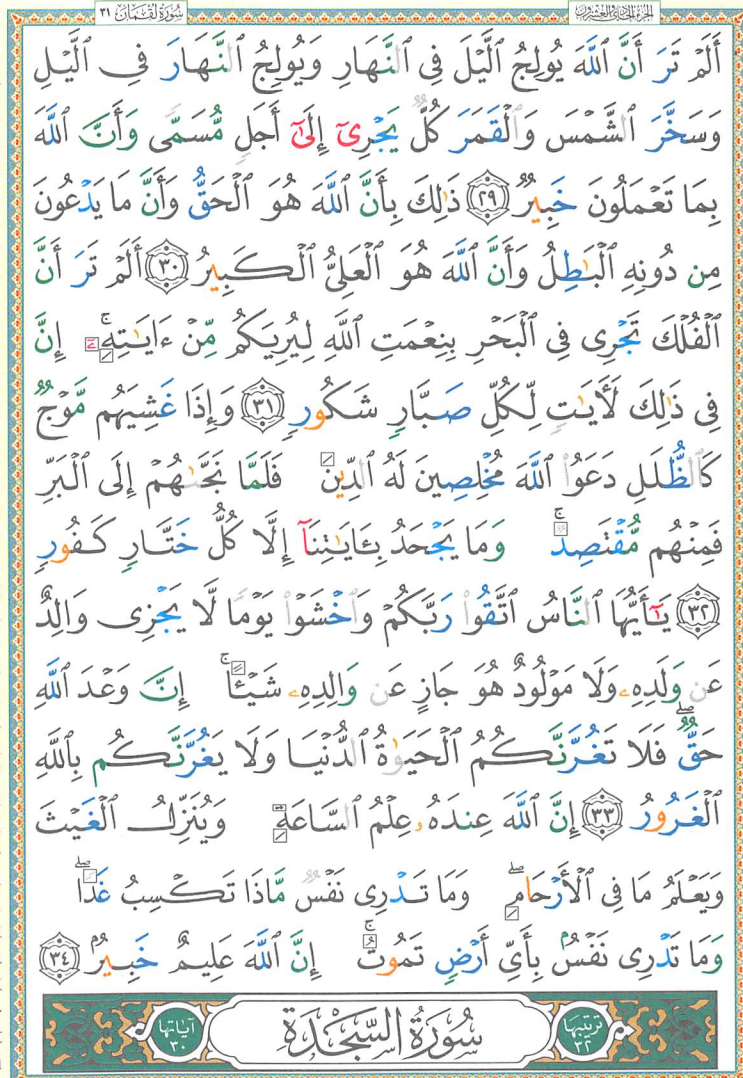 الجزء الحادي والعشرون سُورَةُ لُقْمَان ٣١
أَلَمْ تَرَ أَنَّ ٱللَّهَ يُولِجُ ٱلَّيْلَ فِى ٱلنَّهَارِ وَيُولِجُ ٱلنَّهَارَ فِى ٱلَّيْلِ
وَسَخَّرَ ٱلشَّمْسَ وَٱلْقَمَرَ كُلٌّ يَجْرِىٓ إِلَىٰٓ أَجَلٍ مُّسَمًّى وَأَنَّ ٱللَّهَ
بِمَا تَعْمَلُونَ خَبِيرٌ ٢٩ ذَٰلِكَ بِأَنَّ ٱللَّهَ هُوَ ٱلْحَقُّ وَأَنَّ مَا يَدْعُونَ
مِن دُونِهِ ٱلْبَٰطِلُ وَأَنَّ ٱللَّهَ هُوَ ٱلْعَلِىُّ ٱلْكَبِيرُ ٣٠ أَلَمْ تَرَ أَنَّ
ٱلْفُلْكَ تَجْرِى فِى ٱلْبَحْرِ بِنِعْمَتِ ٱللَّهِ لِيُرِيَكُم مِّنْ ءَايَٰتِهِۦٓ ۚ إِنَّ
فِى ذَٰلِكَ لَءَايَٰتٍ لِّكُلِّ صَبَّارٍ شَكُورٍ ٣١ وَإِذَا غَشِيَهُم مَّوْجٌ
كَٱلظُّلَلِ دَعَوُا۟ ٱللَّهَ مُخْلِصِينَ لَهُ ٱلدِّينَ فَلَمَّا نَجَّىٰهُمْ إِلَى ٱلْبَرِّ
فَمِنْهُم مُّقْتَصِدٌ ۚ وَمَا يَجْحَدُ بِـَٔايَٰتِنَآ إِلَّا كُلُّ خَتَّارٍ كَفُورٍ
٣٢ يَٰٓأَيُّهَا ٱلنَّاسُ ٱتَّقُوا۟ رَبَّكُمْ وَٱخْشَوْا۟ يَوْمًا لَّا يَجْزِى وَالِدٌ
عَن وَلَدِهِۦ وَلَا مَوْلُودٌ هُوَ جَازٍ عَن وَالِدِهِۦ شَيْـًٔا ۚ إِنَّ وَعْدَ ٱللَّهِ
حَقٌّ ۖ فَلَا تَغُرَّنَّكُمُ ٱلْحَيَوٰةُ ٱلدُّنْيَا وَلَا يَغُرَّنَّكُم بِٱللَّهِ
ٱلْغَرُورُ ٣٣ إِنَّ ٱللَّهَ عِندَهُۥ عِلْمُ ٱلسَّاعَةِ وَيُنَزِّلُ ٱلْغَيْثَ
وَيَعْلَمُ مَا فِى ٱلْأَرْحَامِ ۖ وَمَا تَدْرِى نَفْسٌ مَّاذَا تَكْسِبُ غَدًا ۖ
وَمَا تَدْرِى نَفْسٌۢ بِأَىِّ أَرْضٍ تَمُوتُ ۚ إِنَّ ٱللَّهَ عَلِيمٌ خَبِيرٌۢ ٣٤
ترتيبها ٣٢ سُورَةُ السَّجْدَةِ آياتها ٣٠